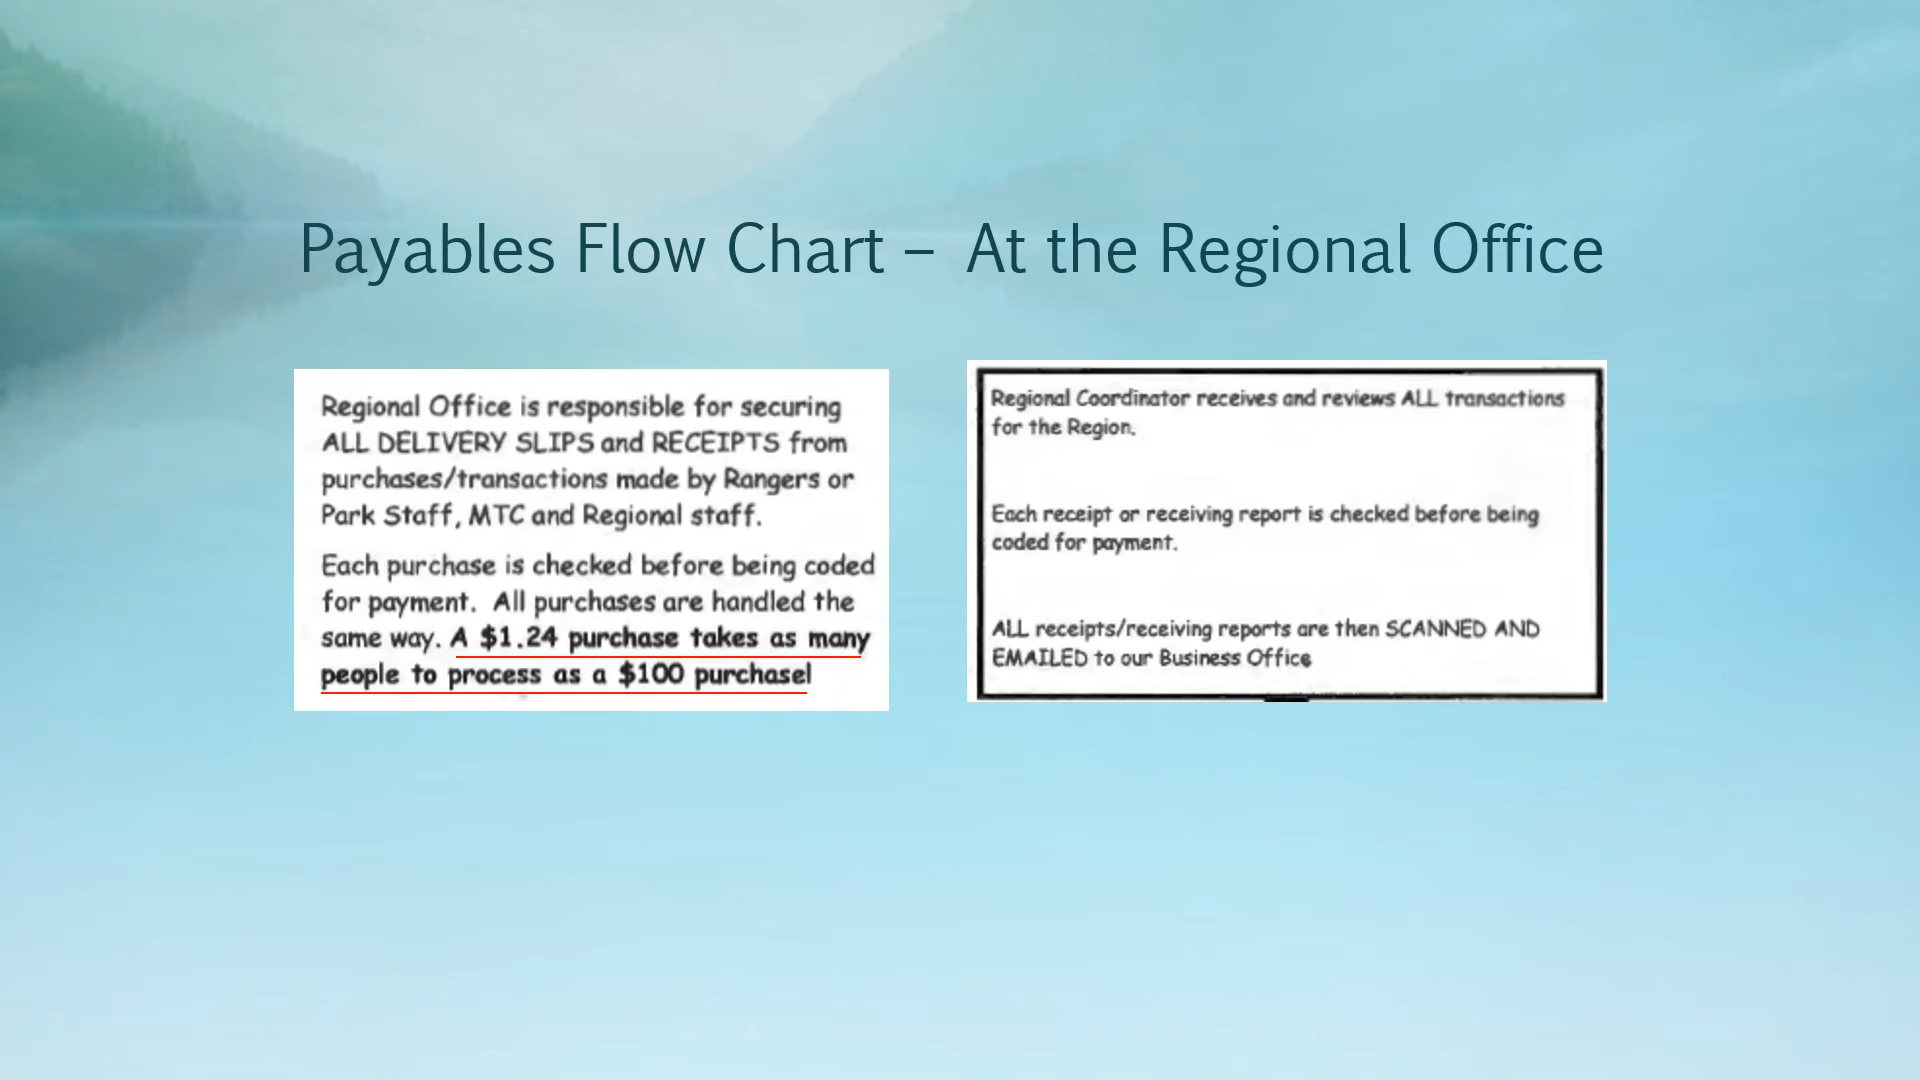 Payables Flow Chart – At the Regional Office
Regional Office is responsible for securing
ALL DELIVERY SLIPS and RECEIPTS from
purchases/transactions made by Rangers or
Park Staff, MTC and Regional staff.
Each purchase is checked before being coded
for payment. All purchases are handled the
same way. A $1.24 purchase takes as many
people to process as a $100 purchase!
Regional Coordinator receives and reviews ALL transactions
for the Region.
Each receipt or receiving report is checked before being
coded for payment.
ALL receipts/receiving reports are then SCANNED AND
EMAILED to our Business Office